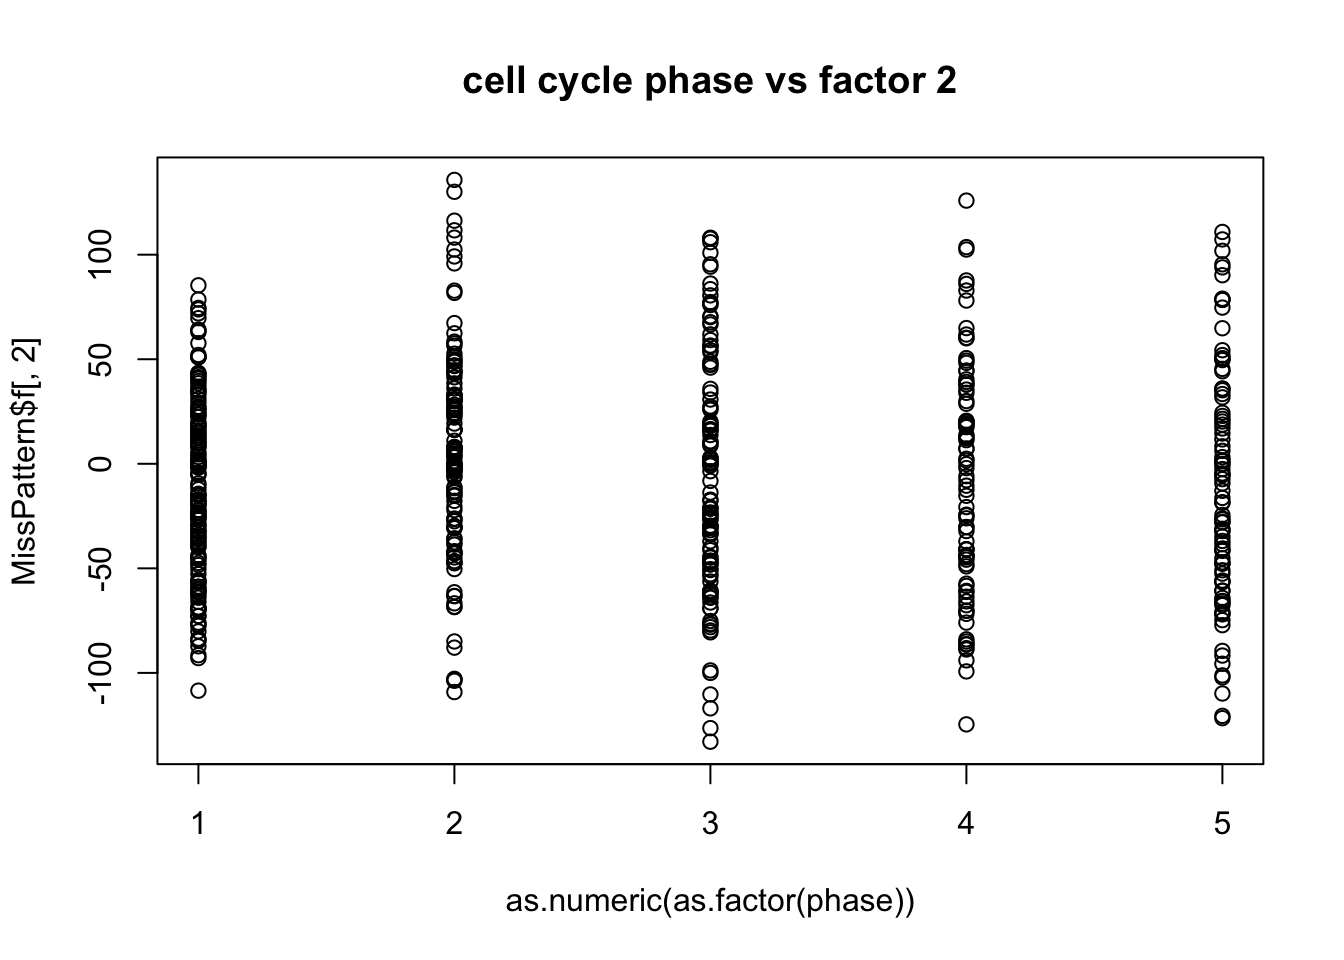 cell cycle phase vs factor 2
MissPattern$f[, 2]
100
50
0
-50
-100
1 2 3 4 5
as.numeric(as.factor(phase))